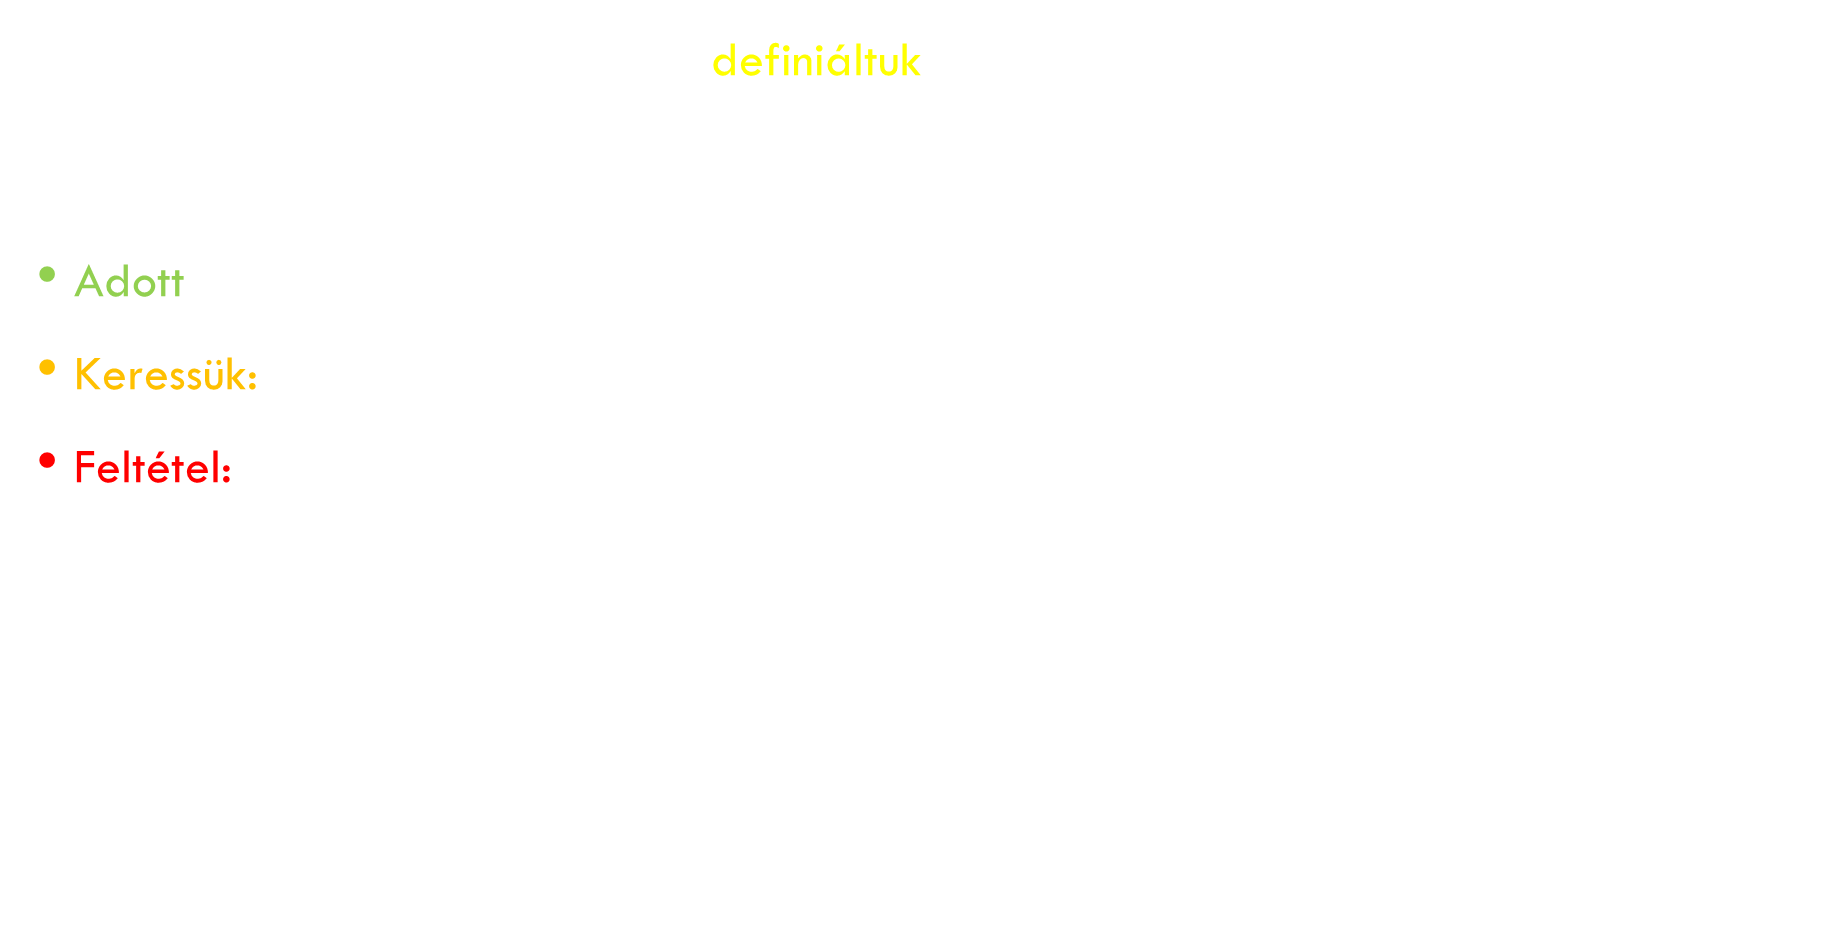 definiáltuk
• Adott
• Keressük:
• Feltétel: